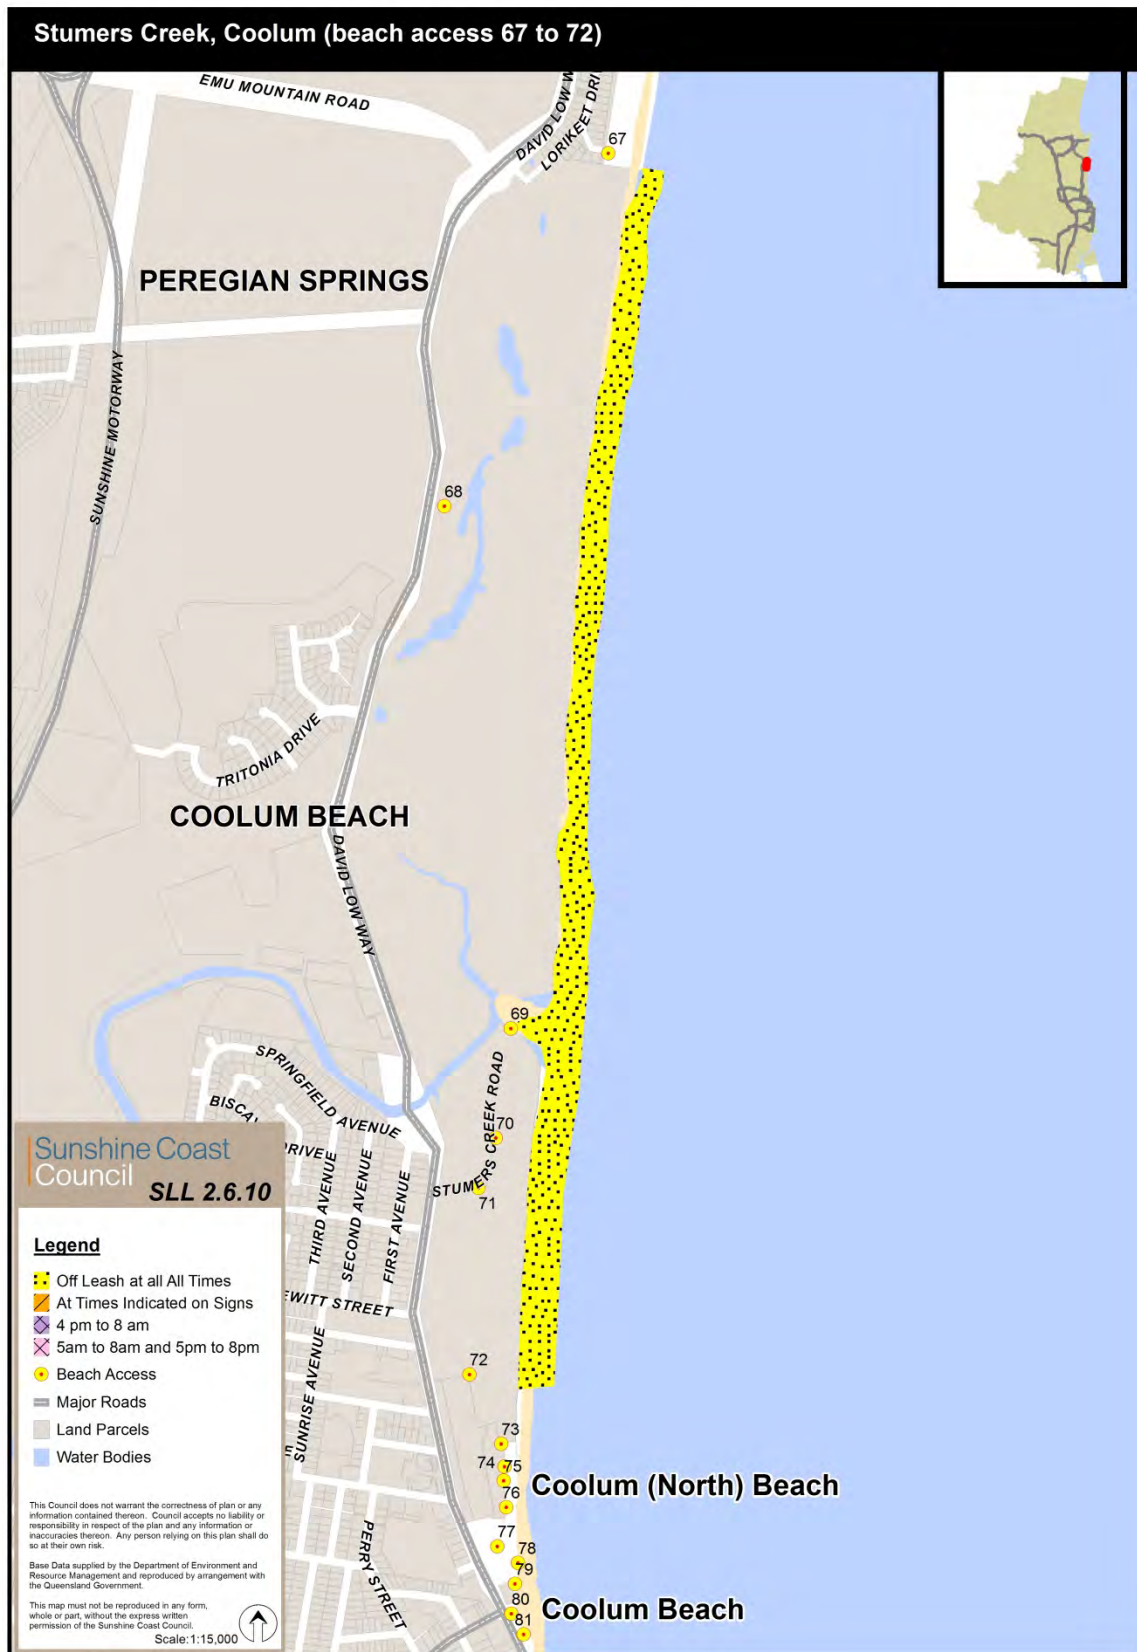 Stumers Creek, Coolum (beach access 67 to 72)
EMU MOUNTAIN ROAD
DAVID LOW W
LORIKEET DRI
67
PEREGIAN SPRINGS
SUNSHINE MOTORWAY
68
TRITONIA DRIVE
COOLUM BEACH
DAVID LOW WAY
69
SPRINGFIELD AVENUE
BISCA
DRIVE
STUMERS CREEK ROAD
70
71
THIRD AVENUE
SECOND AVENUE
FIRST AVENUE
EWITT STREET
SUNRISE AVENUE
E
72
73
74
75
Coolum (North) Beach
76
77
PERRY STREET
78
79
80
Coolum Beach
81
Sunshine Coast
Council
SLL 2.6.10
Legend
Off Leash at all All Times
At Times Indicated on Signs
4 pm to 8 am
5am to 8am and 5pm to 8pm
Beach Access
Major Roads
Land Parcels
Water Bodies
This Council does not warrant the correctness of plan or any
information contained thereon. Council accepts no liability or
responsibility in respect of the plan and any information or
inaccuracies thereon. Any person relying on this plan shall do
so at their own risk.
Base Data supplied by the Department of Environment and
Resource Management and reproduced by arrangement with
the Queensland Government.
This map must not be reproduced in any form,
whole or part, without the express written
permission of the Sunshine Coast Council.
Scale:1:15,000